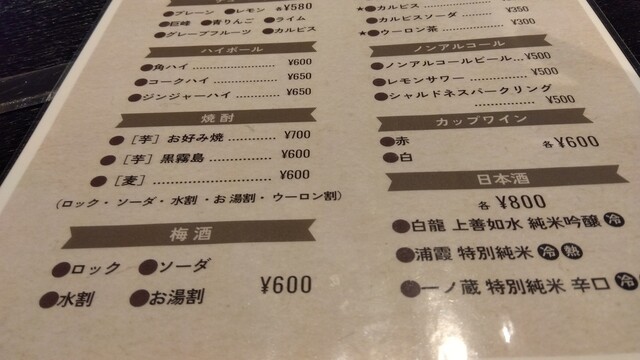 ●プレーン ●レモン 各¥580
●巨峰 ●青りんご ●ライム
●グレープフルーツ ●カルピス
ハイボール
●角ハイ ¥600
●コークハイ ¥650
●ジンジャーハイ ¥650
焼酎
●[芋] お好み焼 ¥700
●[芋] 黒霧島 ¥600
●[麦] ¥600
(ロック・ソーダ・水割・お湯割・ウーロン割)
梅酒
●ロック ●ソーダ
●水割 ●お湯割 ¥600
★●カルピス
●カルピスソーダ ¥350
★●ウーロン茶 ¥300
ノンアルコール
●ノンアルコールビール... ¥500
●レモンサワー ¥500
●シャルドネスパークリング
¥500
カップワイン
●赤
●白 各¥600
日本酒
各 ¥800
●白龍 上善如水 純米吟醸 冷
●浦霞 特別純米 冷 熱
●一ノ蔵 特別純米 辛口 冷